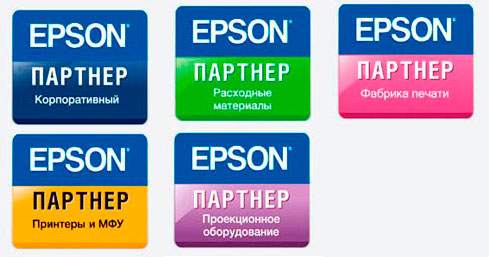 EPSON
ПАРТНЕР
Корпоративный
EPSON
ПАРТНЕР
Расходные
материалы
EPSON
ПАРТНЕР
Фабрика печати
EPSON
ПАРТНЕР
Принтеры и МФУ
EPSON
ПАРТНЕР
Проекционное
оборудование